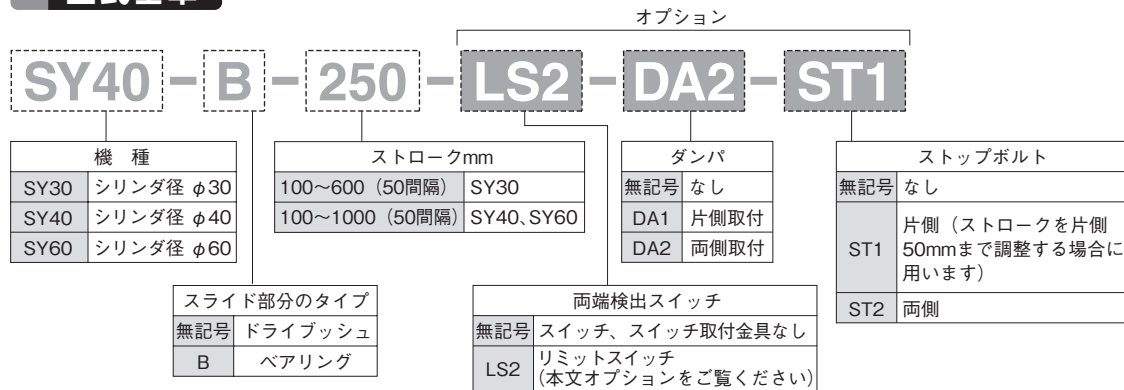 オプション
SY40-B-250-LS2-DA2-ST1
機 種
SY30 シリンダ径 φ30
SY40 シリンダ径 φ40
SY60 シリンダ径 φ60
ストロークmm
100〜600（50間隔） SY30
100〜1000（50間隔） SY40、SY60
ダンパ
無記号 なし
DA1 片側取付
DA2 両側取付
ストップボルト
無記号 なし
ST1 片側（ストロークを片側
50mmまで調整する場合に
用います）
ST2 両側
スライド部分のタイプ
無記号 ドライブッシュ
B ベアリング
両端検出スイッチ
無記号 スイッチ、スイッチ取付金具なし
LS2 リミットスイッチ
（本文オプションをご覧ください）